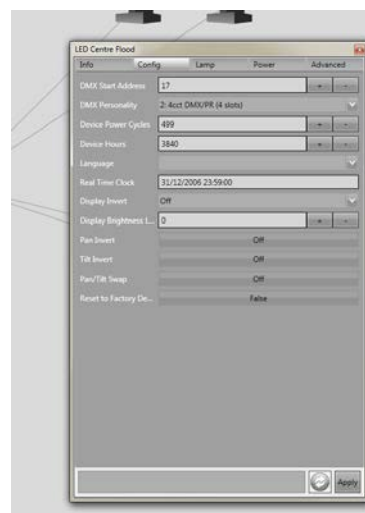 LED Centre Flood
Info Config Lamp Power Advanced
DMX Start Address 17 + -
DMX Personality 2: 4cct DMX/PR (4 slots)
Device Power Cycles 499 + -
Device Hours 3840 + -
Language
Real Time Clock 31/12/2006 23:59:00
Display Invert Off
Display Brightness L... 0 + -
Pan Invert Off
Tilt Invert Off
Pan/Tilt Swap Off
Reset to Factory De... False
Apply